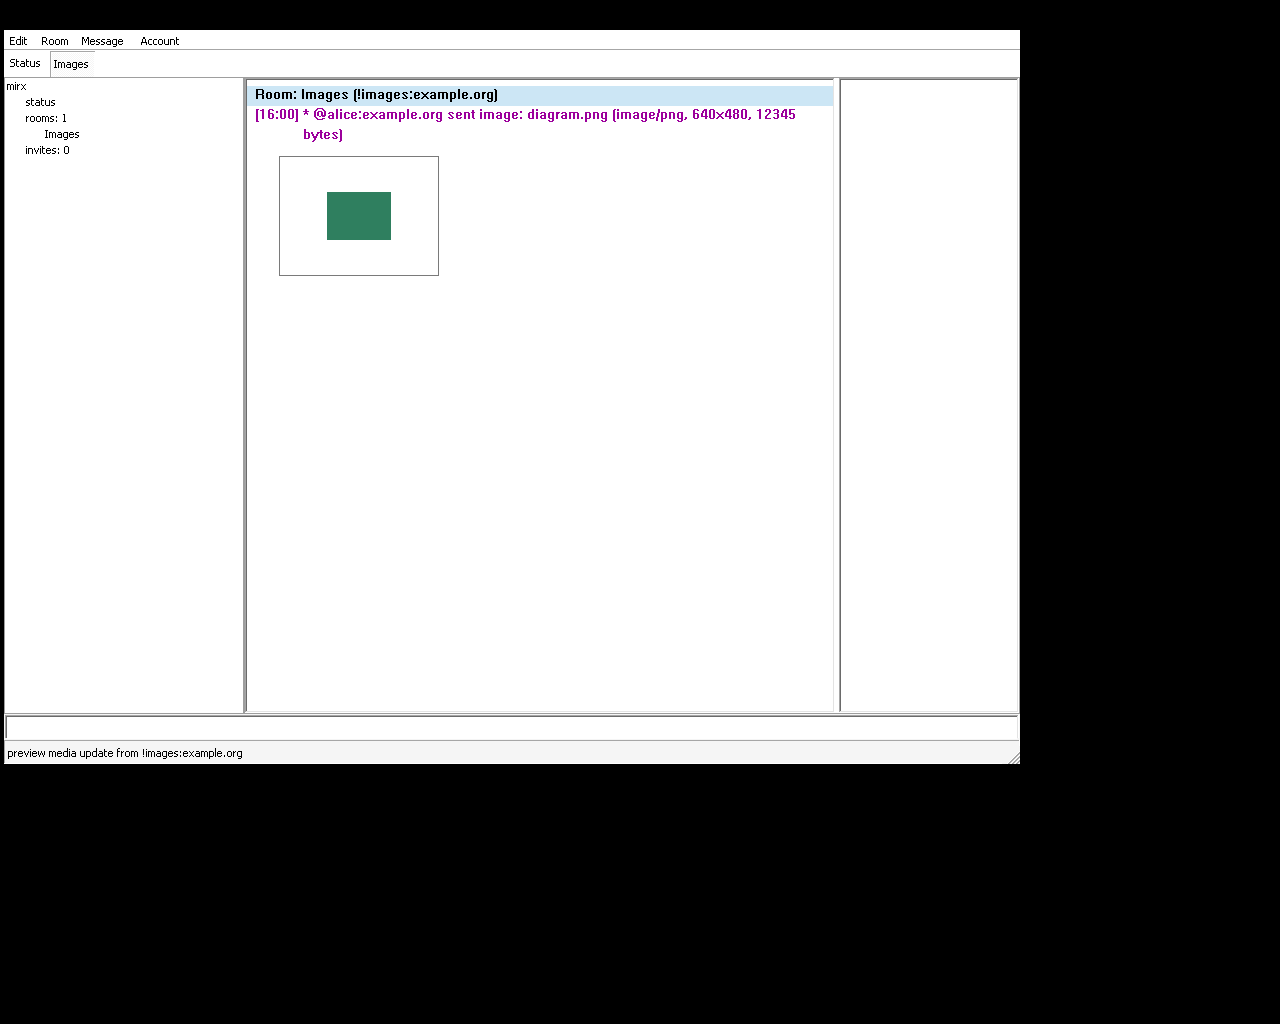 Edit Room Message Account
Status Images
mirx
status
rooms: 1
Images
invites: 0
Room: Images (!images:example.org)
[16:00] * @alice:example.org sent image: diagram.png (image/png, 640x480, 12345
bytes)
preview media update from !images:example.org